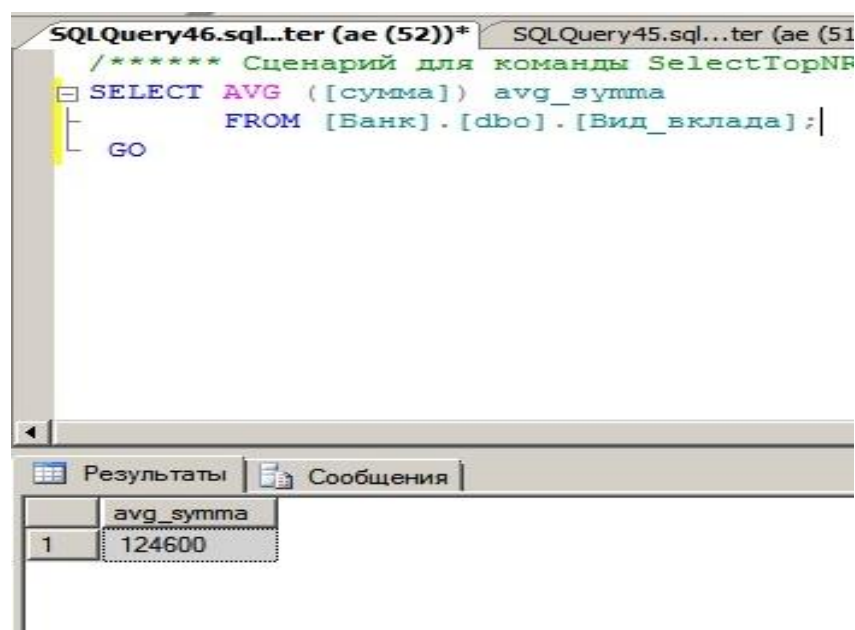 SQLQuery46.sql...ter (ae (52))* SQLQuery45.sql...ter (ae (51
/****** Сценарий для команды SelectTopNR
SELECT AVG ([сумма]) avg_symma
FROM [Банк].[dbo].[Вид_вклада];
GO
Результаты Сообщения
avg_symma
1 124600